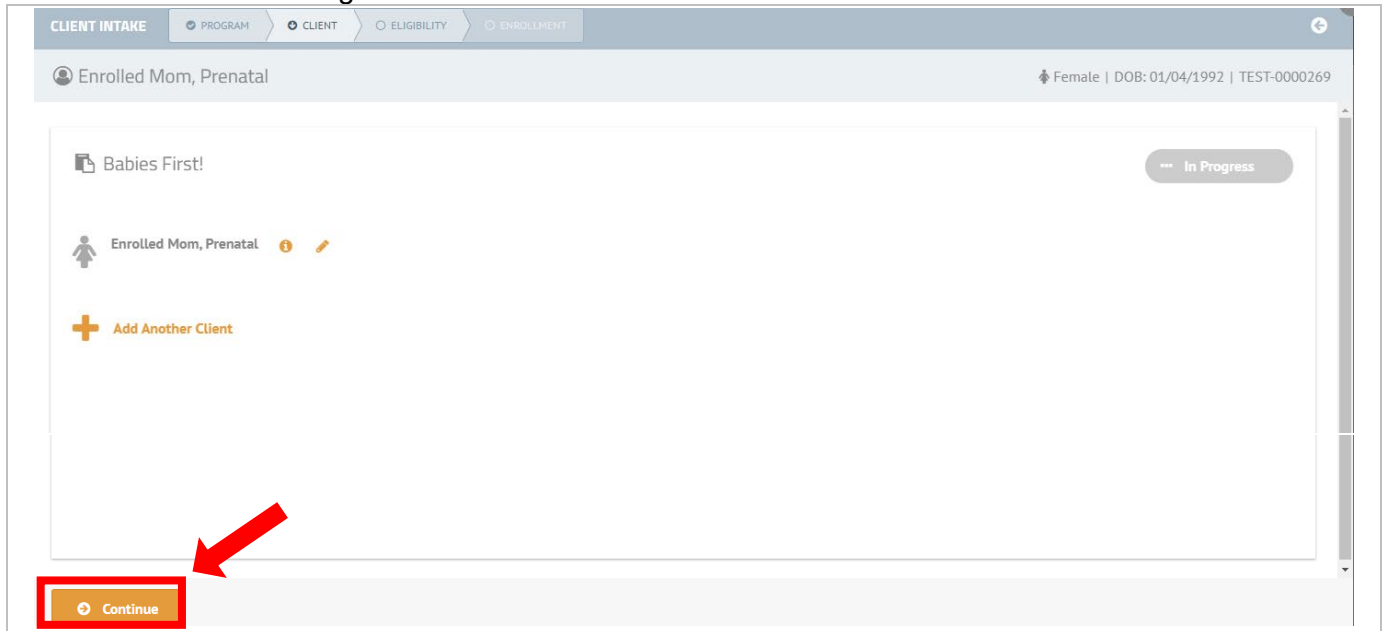 CLIENT INTAKE PROGRAM CLIENT ELIGIBILITY ENROLLMENT
Enrolled Mom, Prenatal Female | DOB: 01/04/1992 | TEST-0000269
Babies First! In Progress
Enrolled Mom, Prenatal
Add Another Client
Continue